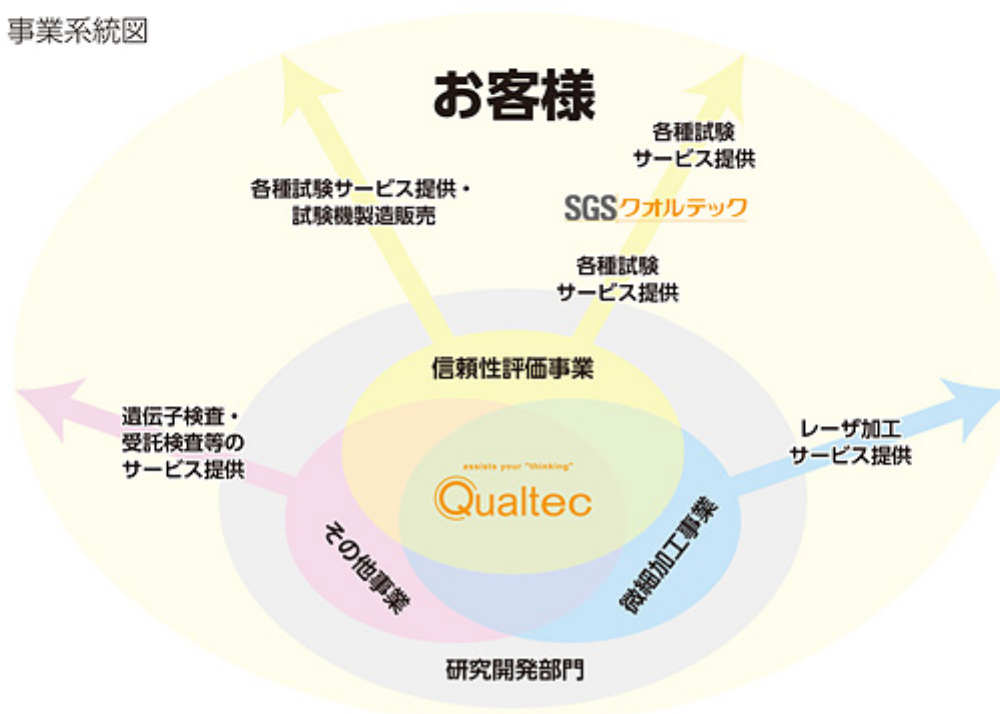 事業系統図
お客様
各種試験
サービス提供
各種試験サービス提供・
試験機製造販売
SGSクオルテック
各種試験
サービス提供
信頼性評価事業
遺伝子検査・
受託検査等の
サービス提供
レーザ加工
サービス提供
assists your "thinking"
Qualtec
その他事業
微細加工事業
研究開発部門